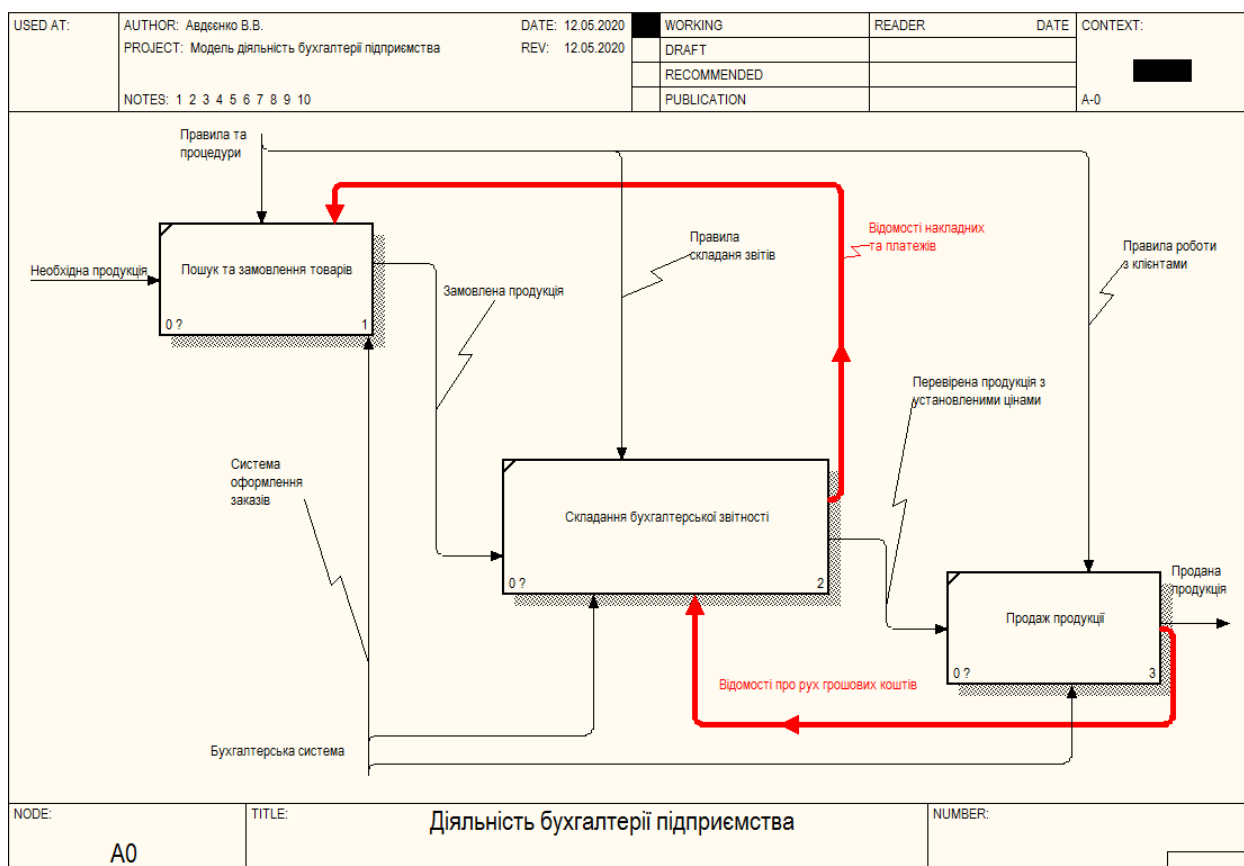 USED AT:
AUTHOR: Авдєєнко В.В.
DATE: 12.05.2020
PROJECT: Модель діяльність бухгалтерії підприємства
REV: 12.05.2020
NOTES: 1 2 3 4 5 6 7 8 9 10
WORKING
DRAFT
RECOMMENDED
PUBLICATION
READER
DATE
CONTEXT:
A-0
Правила та
процедури
Необхідна продукція
Пошук та замовлення товарів
0 ?
1
Замовлена продукція
Правила
складаня звітів
Відомості накладних
та платежів
Правила роботи
з клієнтами
Перевірена продукція з
установленими цінами
Система
оформлення
заказів
Складання бухгалтерської звітності
0 ?
2
Продаж продукції
0 ?
3
Продана
продукція
Відомості про рух грошових коштів
Бухгалтерська система
NODE:
A0
TITLE:
Діяльність бухгалтерії підприємства
NUMBER: